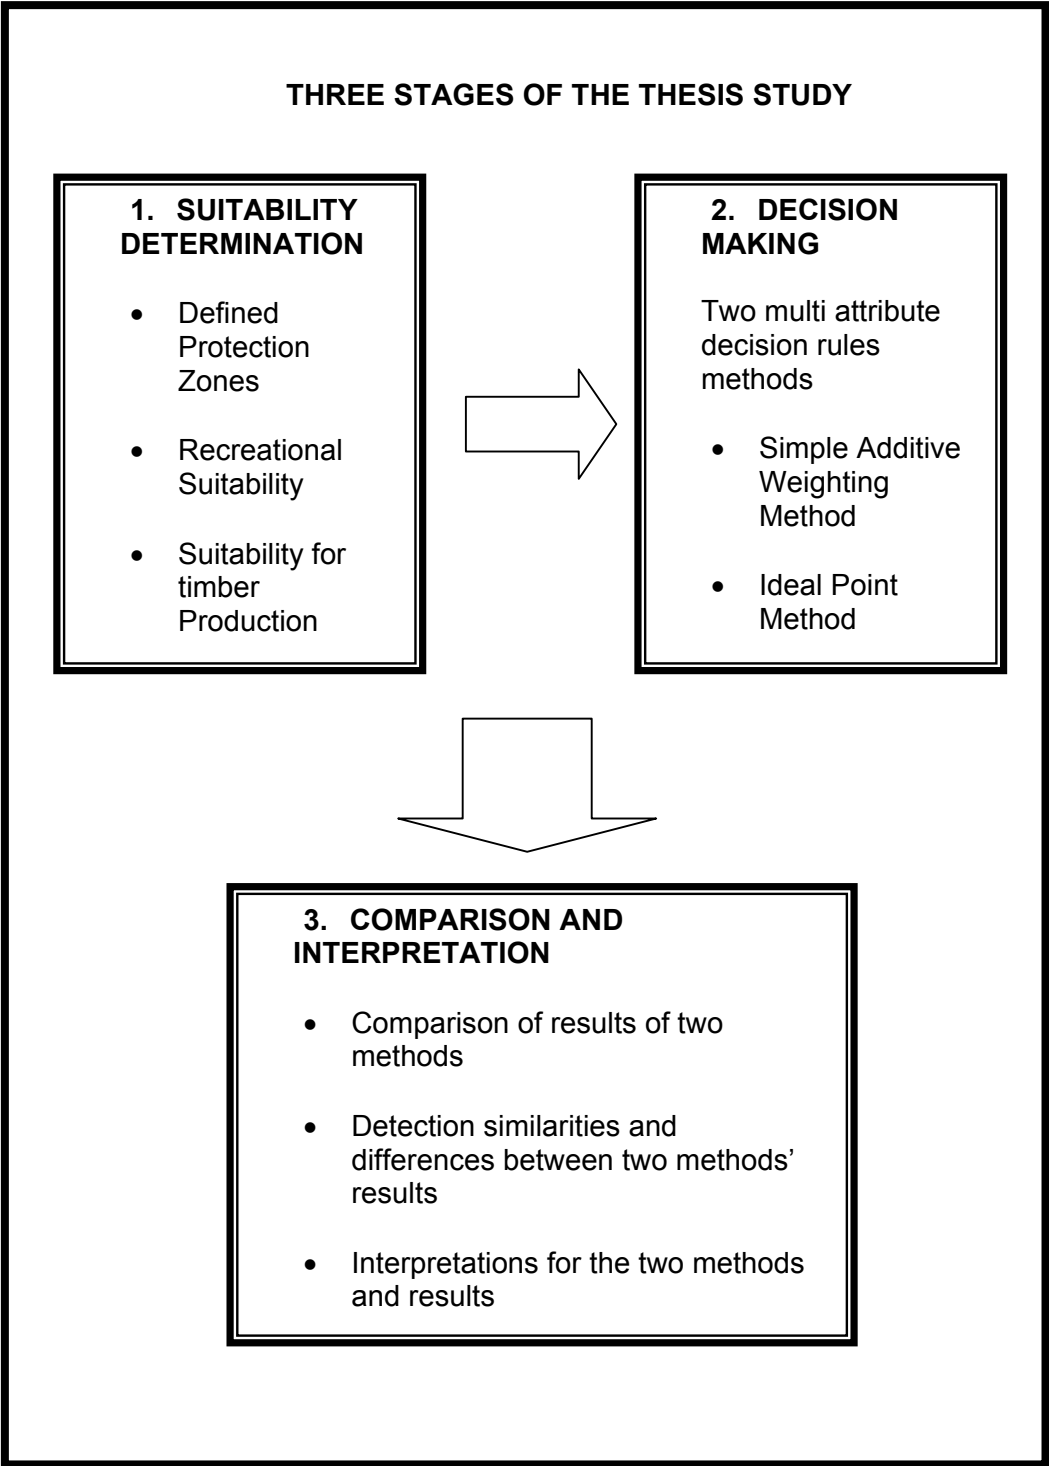 THREE STAGES OF THE THESIS STUDY
1. SUITABILITY
DETERMINATION
• Defined
Protection
Zones
• Recreational
Suitability
• Suitability for
timber
Production
2. DECISION
MAKING
Two multi attribute
decision rules
methods
• Simple Additive
Weighting
Method
• Ideal Point
Method
3. COMPARISON AND
INTERPRETATION
• Comparison of results of two
methods
• Detection similarities and
differences between two methods’
results
• Interpretations for the two methods
and results